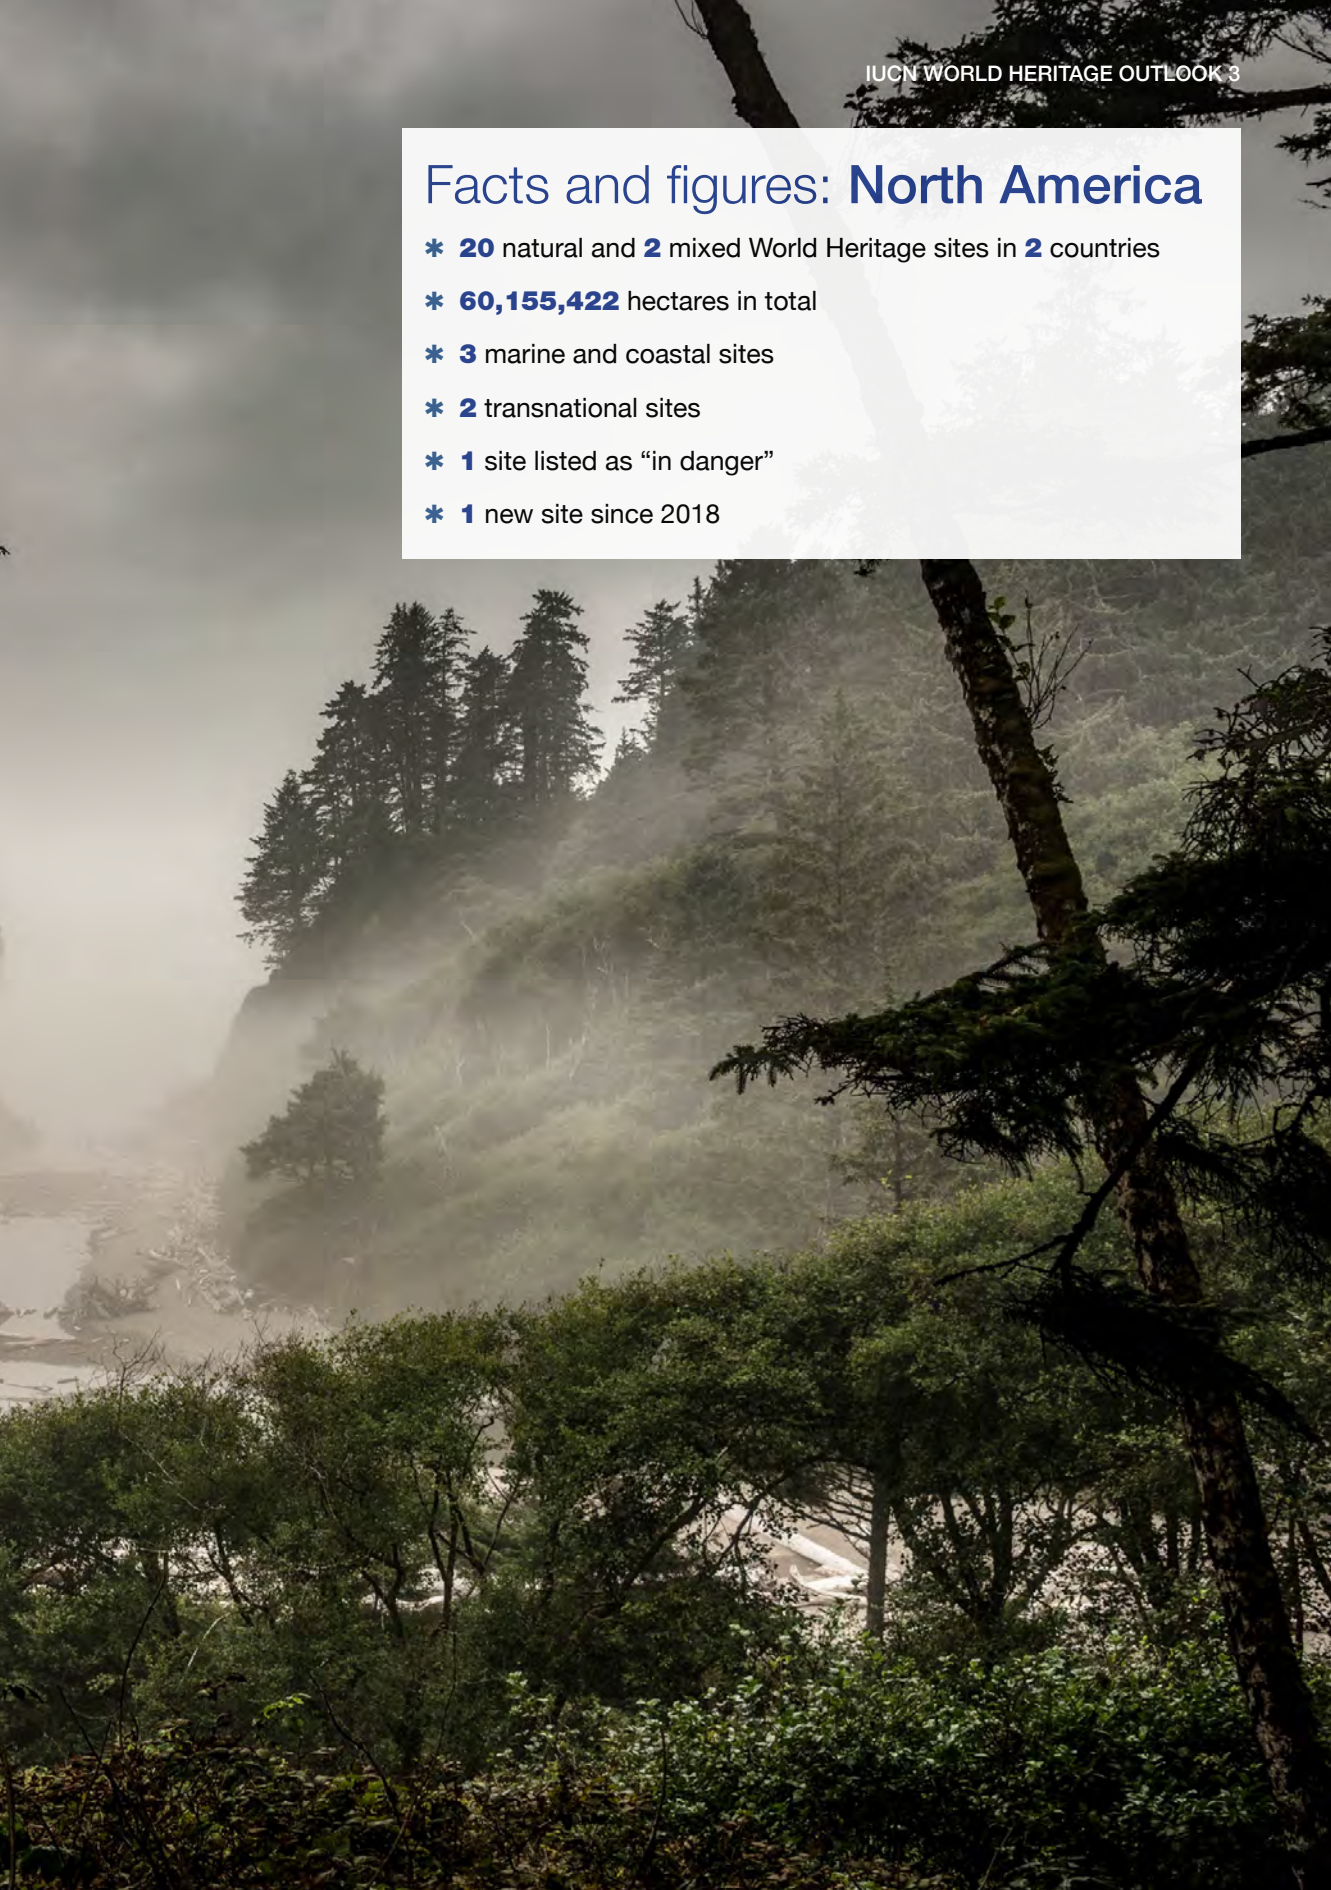 IUCN WORLD HERITAGE OUTLOOK 3
Facts and figures: North America
✱ 20 natural and 2 mixed World Heritage sites in 2 countries
✱ 60,155,422 hectares in total
✱ 3 marine and coastal sites
✱ 2 transnational sites
✱ 1 site listed as “in danger”
✱ 1 new site since 2018